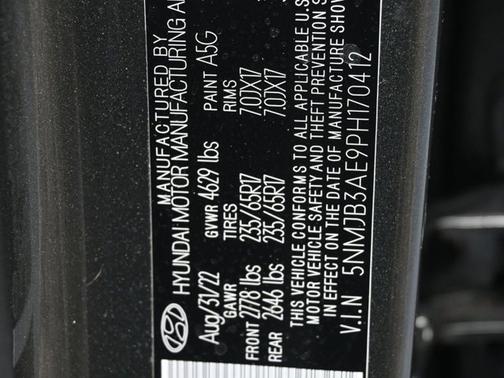 MANUFACTURED BY
HYUNDAI MOTOR MANUFACTURING
Aug/31/22 GVWR 4629 lbs PAINT A5G
GAWR TIRES RIMS
FRONT 2778 lbs 235/65R17 7.0JX17
REAR 2646 lbs 235/65R17 7.0JX17
THIS VEHICLE CONFORMS TO ALL APPLICABLE
MOTOR VEHICLE SAFETY AND THEFT PREVENTION
IN EFFECT ON THE DATE OF MANUFACTURE
V.I.N 5NMJB3AE9PH170412